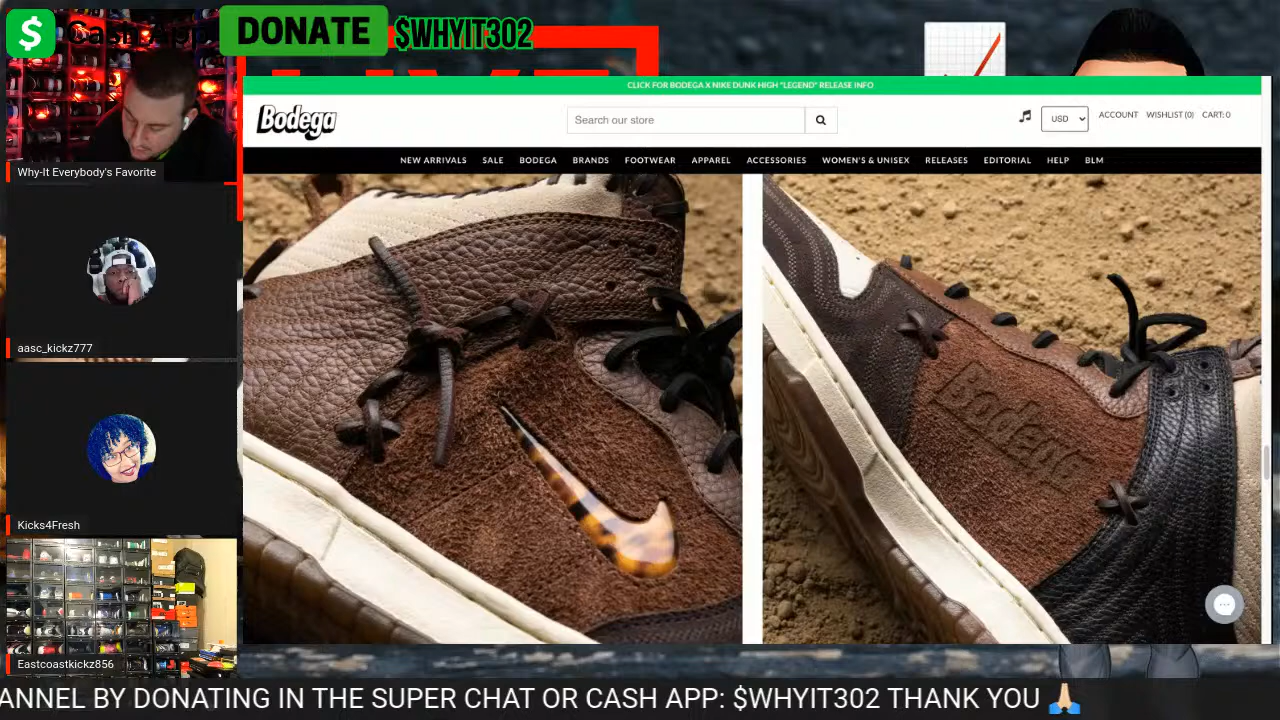 Cash App
DONATE
$WHYIT302
CLICK FOR BODEGA X NIKE DUNK HIGH "LEGEND" RELEASE INFO
Bodega
Search our store
USD
ACCOUNT
WISHLIST (0)
CART: 0
NEW ARRIVALS
SALE
BODEGA
BRANDS
FOOTWEAR
APPAREL
ACCESSORIES
WOMEN'S & UNISEX
RELEASES
EDITORIAL
HELP
BLM
Why-It Everybody's Favorite
aasc_kickz777
Kicks4Fresh
Bodega
Eastcoastkickz856
ANNEL BY DONATING IN THE SUPER CHAT OR CASH APP: $WHYIT302 THANK YOU 🙏🏼